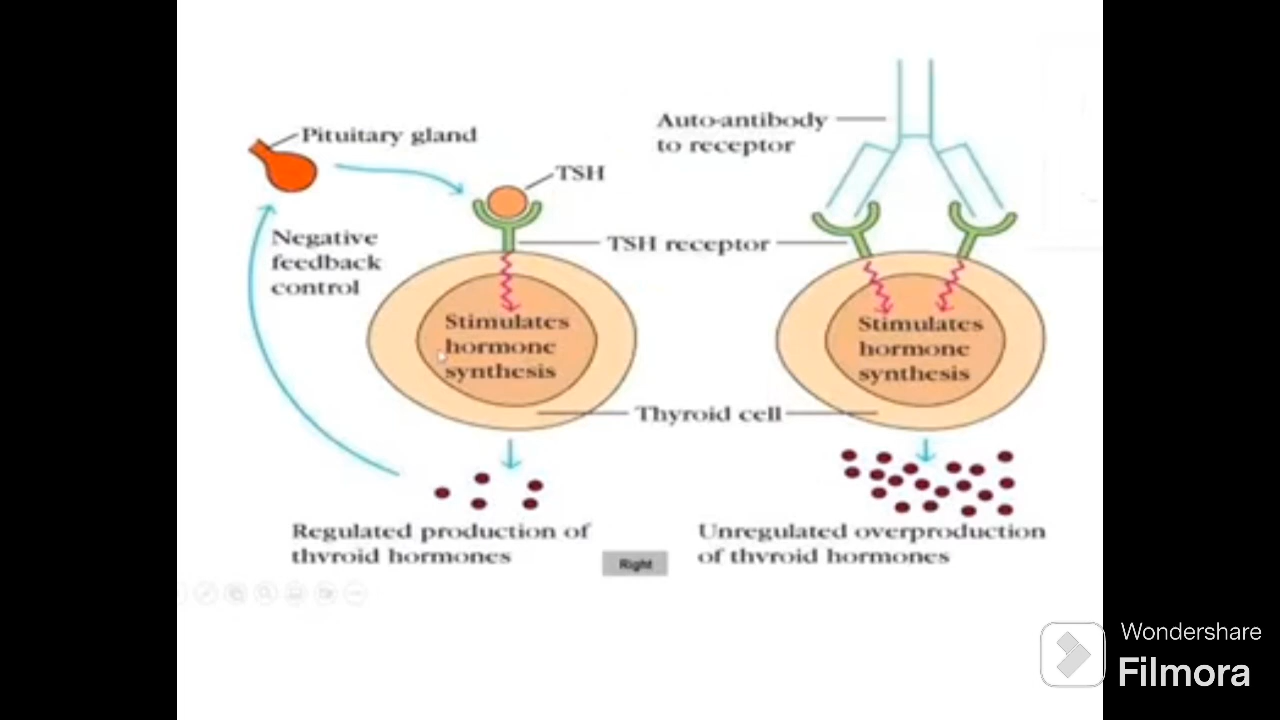 Pituitary gland
TSH
Negative
feedback
control
TSH receptor
Auto-antibody
to receptor
Stimulates
hormone
synthesis
Stimulates
hormone
synthesis
Thyroid cell
Regulated production of
thyroid hormones
Unregulated overproduction
of thyroid hormones
Right
Wondershare
Filmora